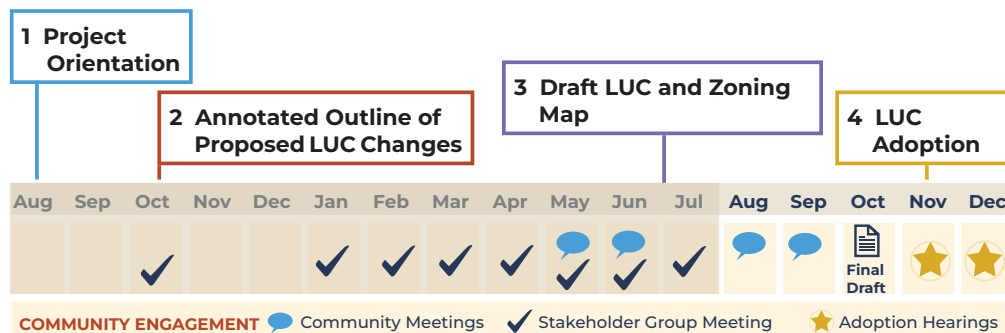 1 Project
Orientation
2 Annotated Outline of
Proposed LUC Changes
3 Draft LUC and Zoning
Map
4 LUC
Adoption
Aug Sep Oct Nov Dec Jan Feb Mar Apr May Jun Jul Aug Sep Oct Nov Dec
Final
Draft
COMMUNITY ENGAGEMENT Community Meetings Stakeholder Group Meeting Adoption Hearings